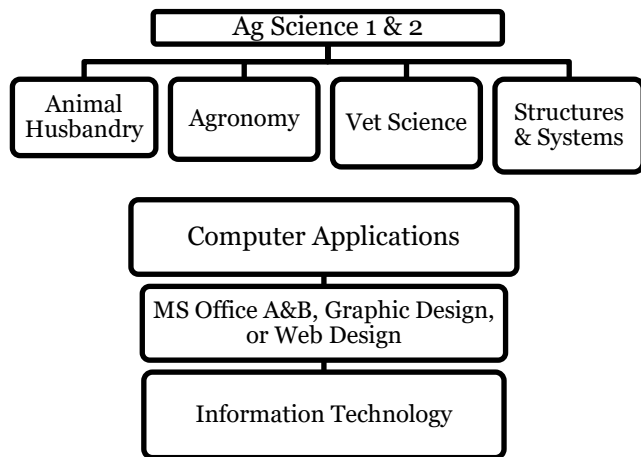 Ag Science 1 & 2
Animal
Husbandry
Agronomy
Vet Science
Structures
& Systems
Computer Applications
MS Office A&B, Graphic Design,
or Web Design
Information Technology